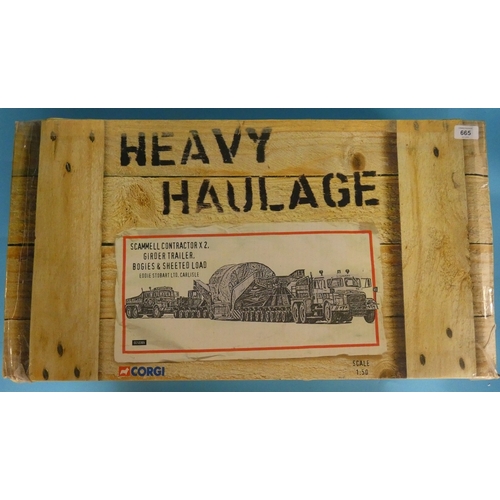 665
HEAVY
HAULAGE
SCAMMELL CONTRACTOR X 2.
GIRDER TRAILER.
BOGIES & SHEETED LOAD
EDDIE STOBART LTD. CARLISLE
CORGI
SCALE
1:50